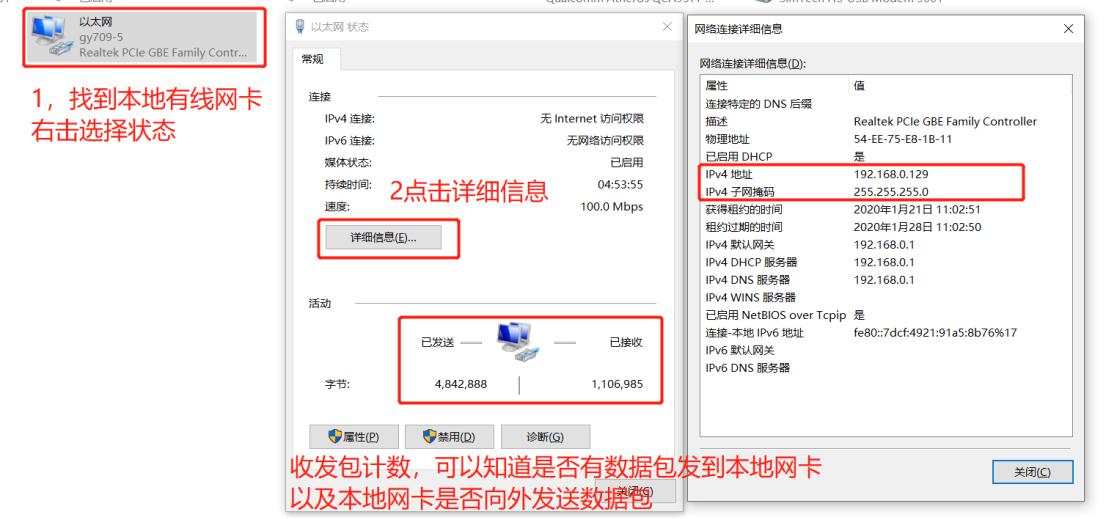 以太网
gy709-5
Realtek PCIe GBE Family Contr...
1，找到本地有线网卡
右击选择状态
以太网 状态
常规
连接
IPv4 连接: 无 Internet 访问权限
IPv6 连接: 无网络访问权限
媒体状态: 已启用
持续时间: 04:53:55
速度: 100.0 Mbps
2点击详细信息
详细信息(E)...
活动
已发送 — — 已接收
字节: 4,842,888 | 1,106,985
属性(P) 禁用(D) 诊断(G)
收发包计数，可以知道是否有数据包发到本地网卡
以及本地网卡是否向外发送数据包
关闭(C)
网络连接详细信息
网络连接详细信息(D):
属性 值
连接特定的 DNS 后缀
描述 Realtek PCIe GBE Family Controller
物理地址 54-EE-75-E8-1B-11
已启用 DHCP 是
IPv4 地址 192.168.0.129
IPv4 子网掩码 255.255.255.0
获得租约的时间 2020年1月21日 11:02:51
租约过期的时间 2020年1月28日 11:02:50
IPv4 默认网关 192.168.0.1
IPv4 DHCP 服务器 192.168.0.1
IPv4 DNS 服务器 192.168.0.1
IPv4 WINS 服务器
已启用 NetBIOS over Tcpip 是
连接-本地 IPv6 地址 fe80::7dcf:4921:91a5:8b76%17
IPv6 默认网关
IPv6 DNS 服务器
关闭(C)